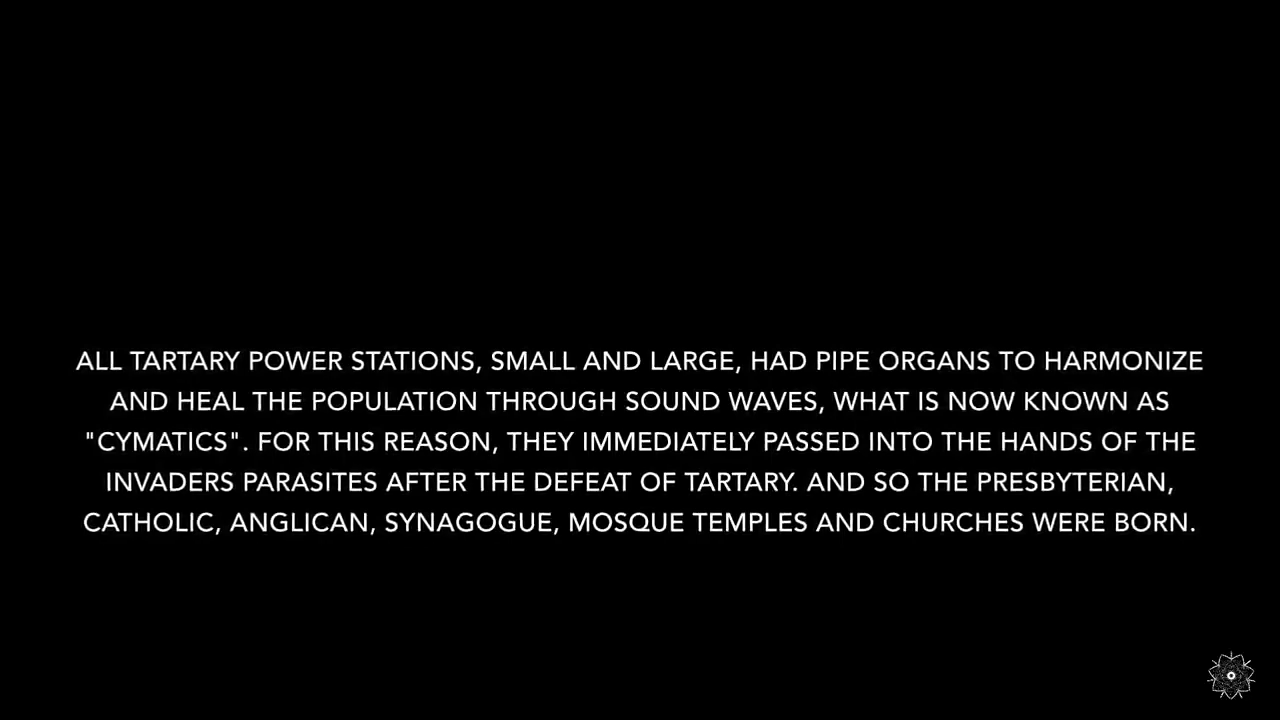 ALL TARTARY POWER STATIONS, SMALL AND LARGE, HAD PIPE ORGANS TO HARMONIZE
AND HEAL THE POPULATION THROUGH SOUND WAVES, WHAT IS NOW KNOWN AS
"CYMATICS". FOR THIS REASON, THEY IMMEDIATELY PASSED INTO THE HANDS OF THE
INVADERS PARASITES AFTER THE DEFEAT OF TARTARY. AND SO THE PRESBYTERIAN,
CATHOLIC, ANGLICAN, SYNAGOGUE, MOSQUE TEMPLES AND CHURCHES WERE BORN.